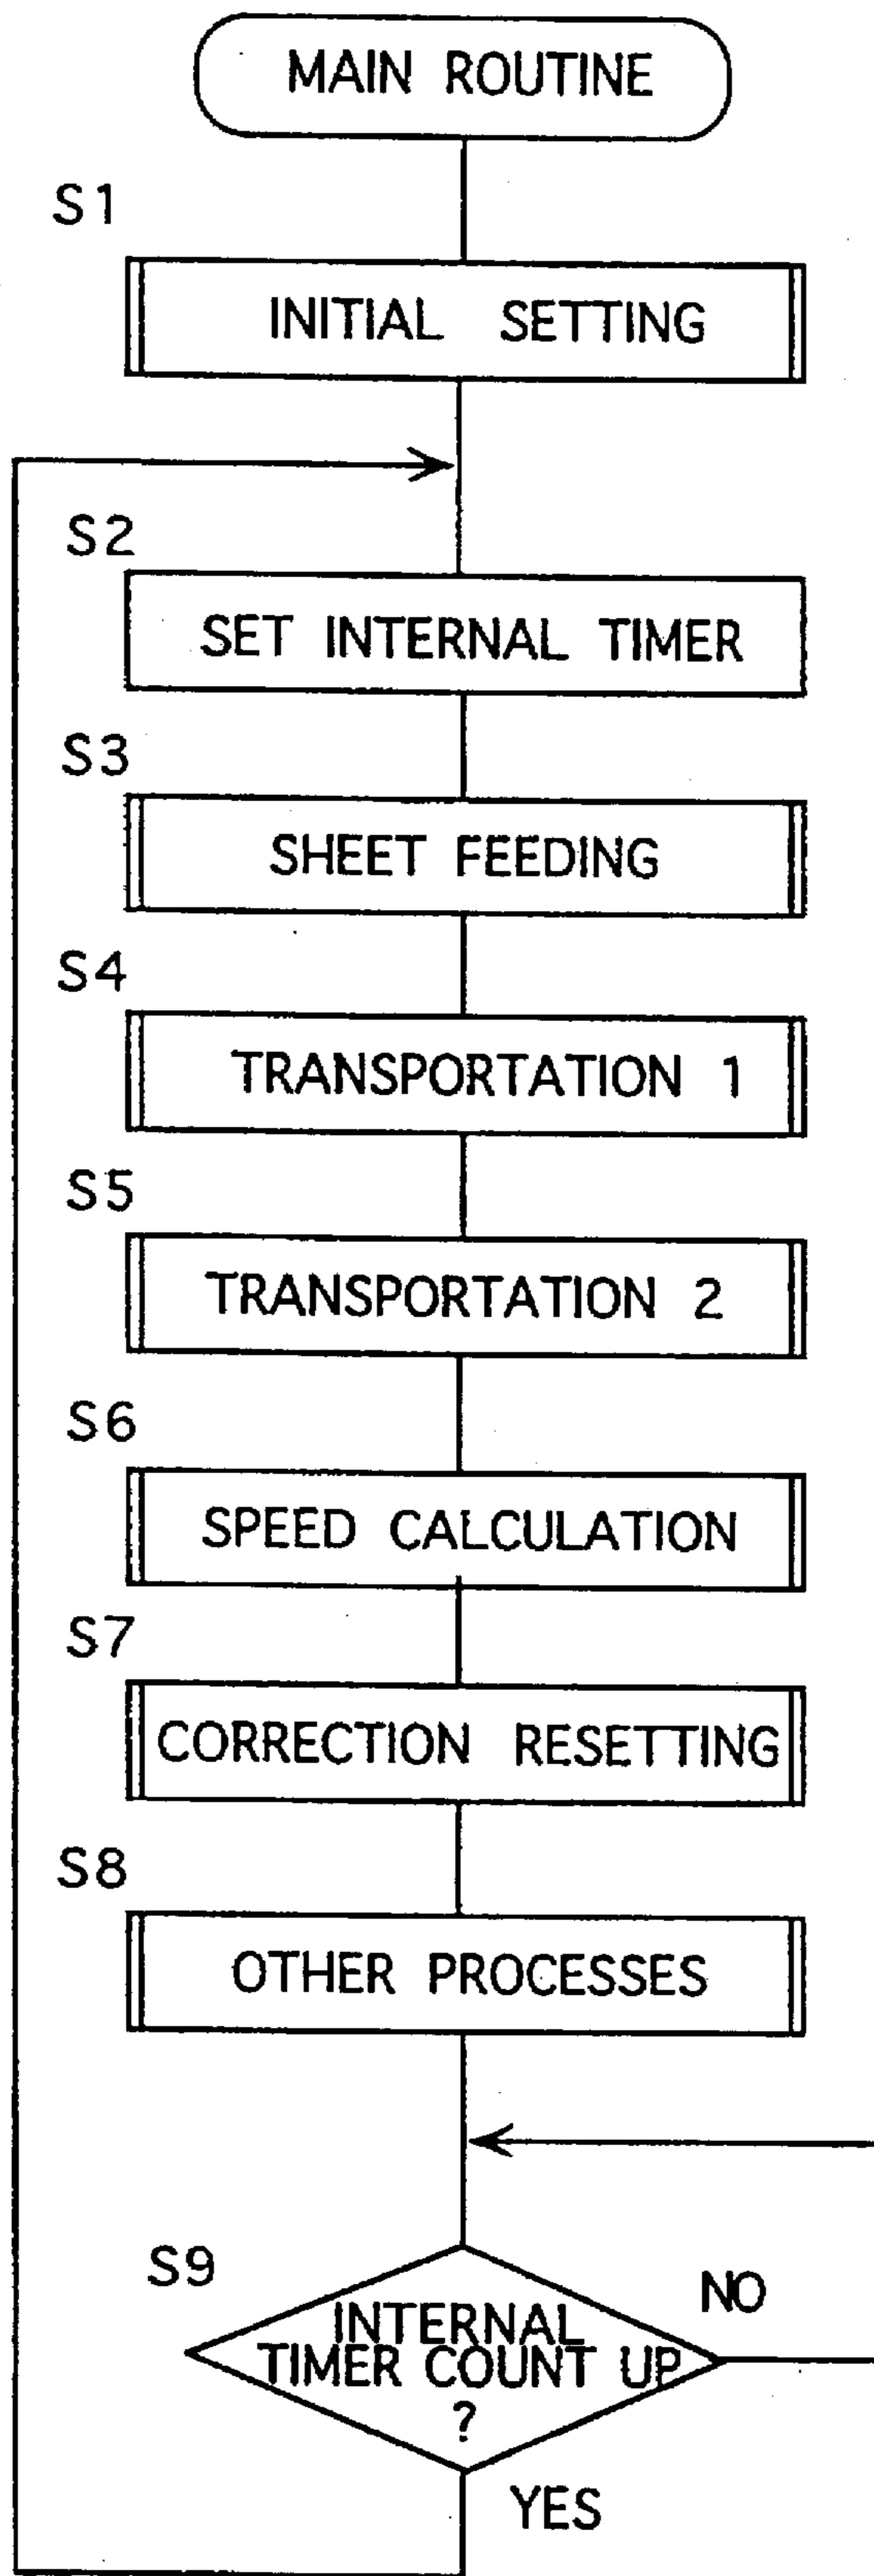 MAIN ROUTINE
S1
INITIAL SETTING
S2
SET INTERNAL TIMER
S3
SHEET FEEDING
S4
TRANSPORTATION 1
S5
TRANSPORTATION 2
S6
SPEED CALCULATION
S7
CORRECTION RESETTING
S8
OTHER PROCESSES
S9
NO
INTERNAL
TIMER COUNT UP
?
YES